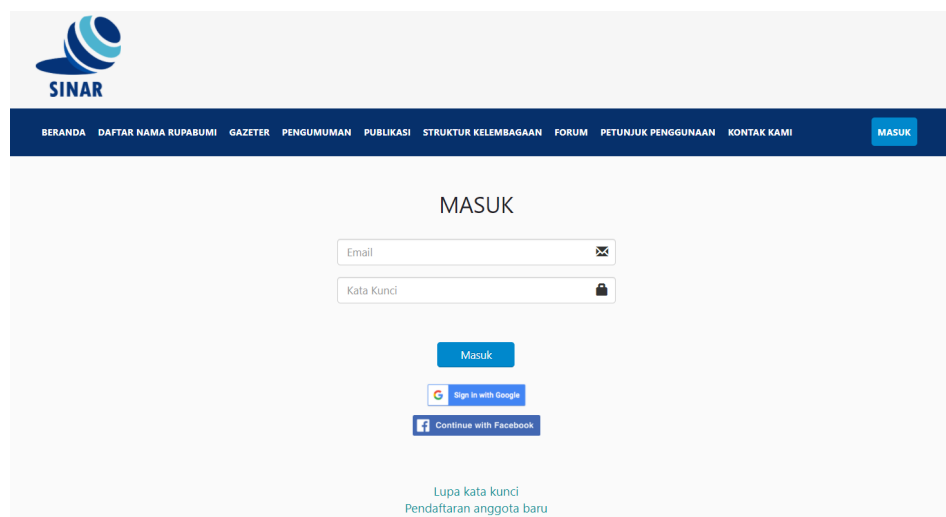 SINAR
BERANDA DAFTAR NAMA RUPABUMI GAZETER PENGUMUMAN PUBLIKASI STRUKTUR KELEMBAGAAN FORUM PETUNJUK PENGGUNAAN KONTAK KAMI MASUK
MASUK
Email
Kata Kunci
Masuk
G Sign in with Google
f Continue with Facebook
Lupa kata kunci
Pendaftaran anggota baru